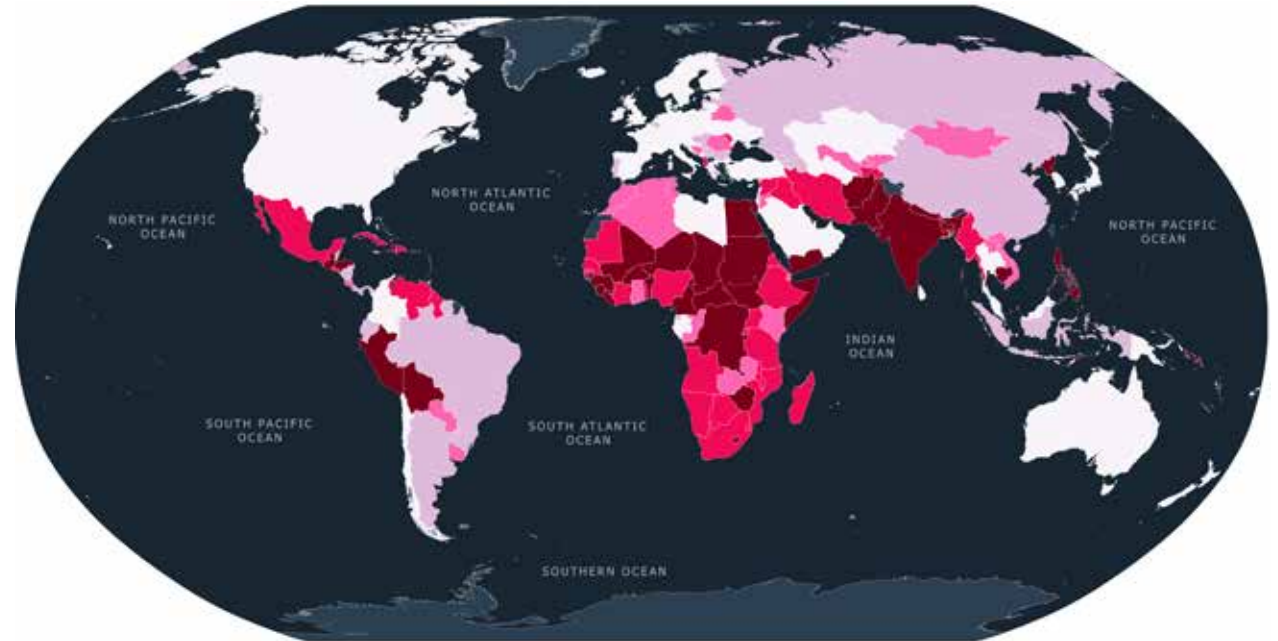 NORTH ATLANTIC
OCEAN
NORTH PACIFIC
OCEAN
NORTH PACIFIC
OCEAN
INDIAN
OCEAN
SOUTH PACIFIC
OCEAN
SOUTH ATLANTIC
OCEAN
SOUTHERN OCEAN